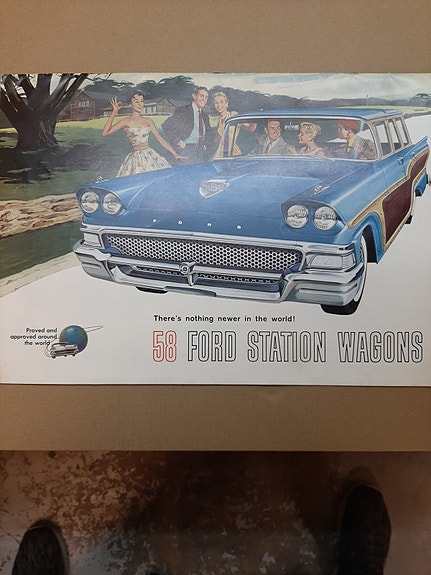 FORD
There's nothing newer in the world!
Proved and
approved around
the world
58 FORD STATION WAGONS